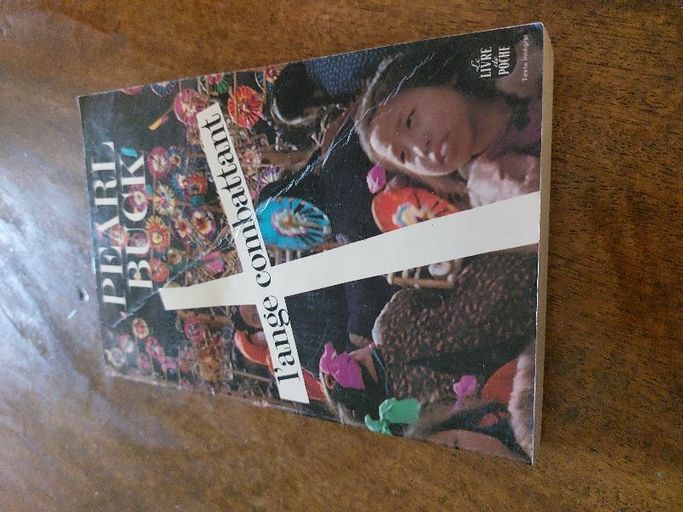 PEARL
BUCK
l'ange combattant
Le
LIVRE
de
POCHE
Texte intégral